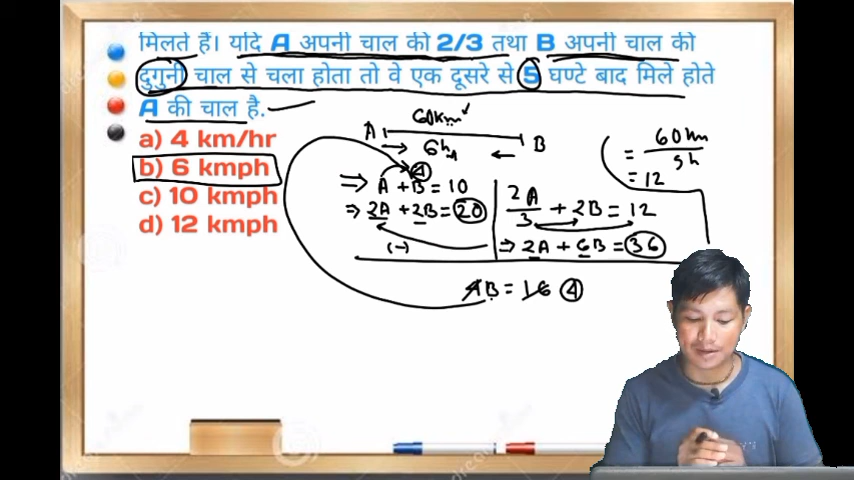 मिलते हैं। यदि A अपनी चाल की 2/3 तथा B अपनी चाल की
दुगुनी चाल से चला होता तो वे एक दूसरे से 5 घण्टे बाद मिले होते
A की चाल है.
a) 4 km/hr
b) 6 kmph
c) 10 kmph
d) 12 kmph
60km
A B
6h
④
A + B = 10
⇒ 2A + 2B = 20
(-)
2A/3 + 2B = 12
⇒ 2A + 6B = 36
4B = 16 ④
= 60km/5h
= 12